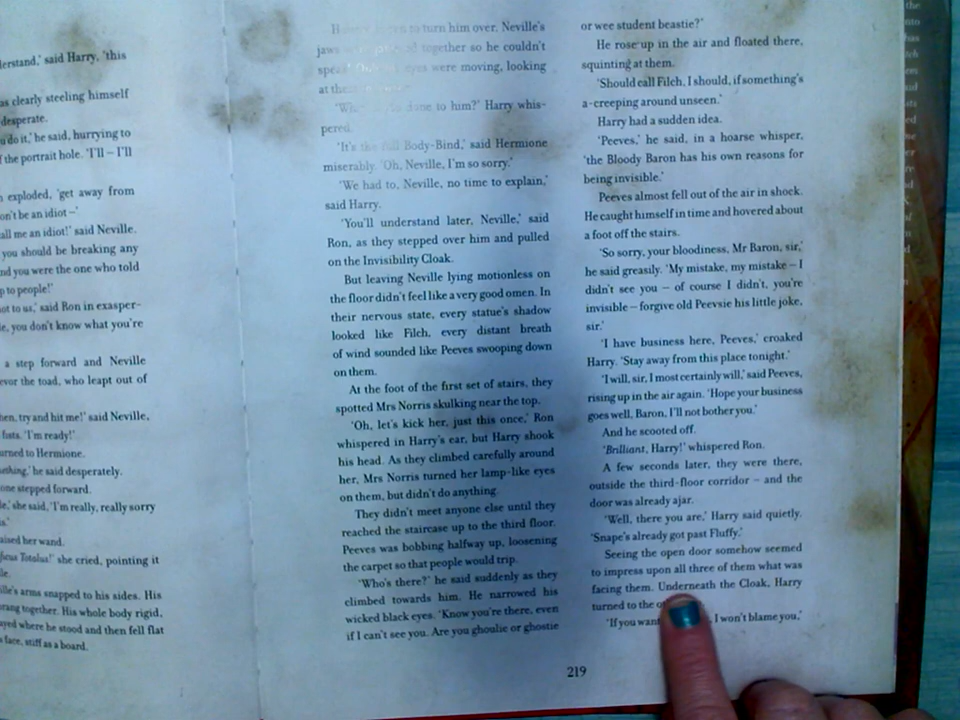 lerstand,' said Harry, 'this
as clearly steeling himself
desperate.
u do it,' he said, hurrying to
f the portrait hole. 'I'll – I'll
exploded, 'get away from
on't be an idiot –'
all me an idiot!' said Neville.
you should be breaking any
nd you were the one who told
p to people!'
not to us,' said Ron in exasper-
you don't know what you're
a step forward and Neville
evor the toad, who leapt out of
hen, try and hit me!' said Neville,
fists. 'I'm ready!'
urned to Hermione.
ething,' he said desperately.
one stepped forward.
she said, 'I'm really, really sorry
aised her wand.
ficus Totalus!' she cried, pointing it
lle's arms snapped to his sides. His
rang together. His whole body rigid,
ayed where he stood and then fell flat
face, stiff as a board.
to turn him over. Neville's
jaws together so he couldn't
were moving, looking
at
done to him?' Harry whis-
pered.
'It's the full Body-Bind,' said Hermione
miserably. 'Oh, Neville, I'm so sorry.'
'We had to, Neville, no time to explain,'
said Harry.
'You'll understand later, Neville,' said
Ron, as they stepped over him and pulled
on the Invisibility Cloak.
But leaving Neville lying motionless on
the floor didn't feel like a very good omen. In
their nervous state, every statue's shadow
looked like Filch, every distant breath
of wind sounded like Peeves swooping down
on them.
At the foot of the first set of stairs, they
spotted Mrs Norris skulking near the top.
'Oh, let's kick her, just this once,' Ron
whispered in Harry's ear, but Harry shook
his head. As they climbed carefully around
her, Mrs Norris turned her lamp-like eyes
on them, but didn't do anything.
They didn't meet anyone else until they
reached the staircase up to the third floor.
Peeves was bobbing halfway up, loosening
the carpet so that people would trip.
'Who's there?' he said suddenly as they
climbed towards him. He narrowed his
wicked black eyes. 'Know you're there, even
if I can't see you. Are you ghoulie or ghostie
or wee student beastie?'
He rose up in the air and floated there,
squinting at them.
'Should call Filch, I should, if something's
a-creeping around unseen.'
Harry had a sudden idea.
'Peeves,' he said, in a hoarse whisper,
'the Bloody Baron has his own reasons for
being invisible.'
Peeves almost fell out of the air in shock.
He caught himself in time and hovered about
a foot off the stairs.
'So sorry, your bloodiness, Mr Baron, sir,'
he said greasily. 'My mistake, my mistake – I
didn't see you – of course I didn't, you're
invisible – forgive old Peevsie his little joke,
sir.'
'I have business here, Peeves,' croaked
Harry. 'Stay away from this place tonight.'
'I will, sir, I most certainly will,' said Peeves,
rising up in the air again. 'Hope your business
goes well, Baron, I'll not bother you.'
And he scooted off.
'Brilliant, Harry!' whispered Ron.
A few seconds later, they were there,
outside the third-floor corridor – and the
door was already ajar.
'Well, there you are,' Harry said quietly.
'Snape's already got past Fluffy.'
Seeing the open door somehow seemed
to impress upon all three of them what was
facing them. Underneath the Cloak, Harry
turned to the
'If you want I won't blame you,'
219